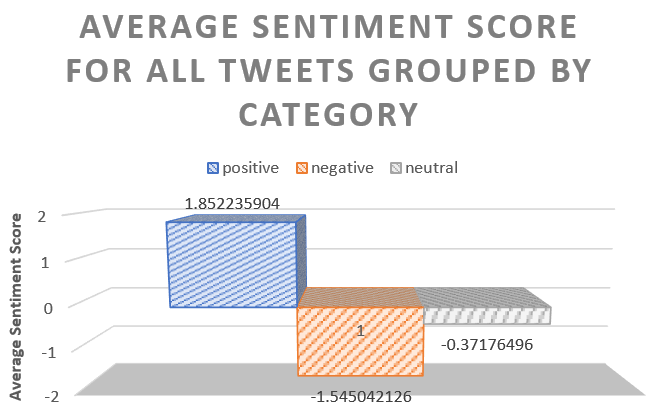 AVERAGE SENTIMENT SCORE
FOR ALL TWEETS GROUPED BY
CATEGORY
positive negative neutral
Average Sentiment Score
2
1
0
-1
-2
1.852235904
1
-0.37176496
-1.545042126